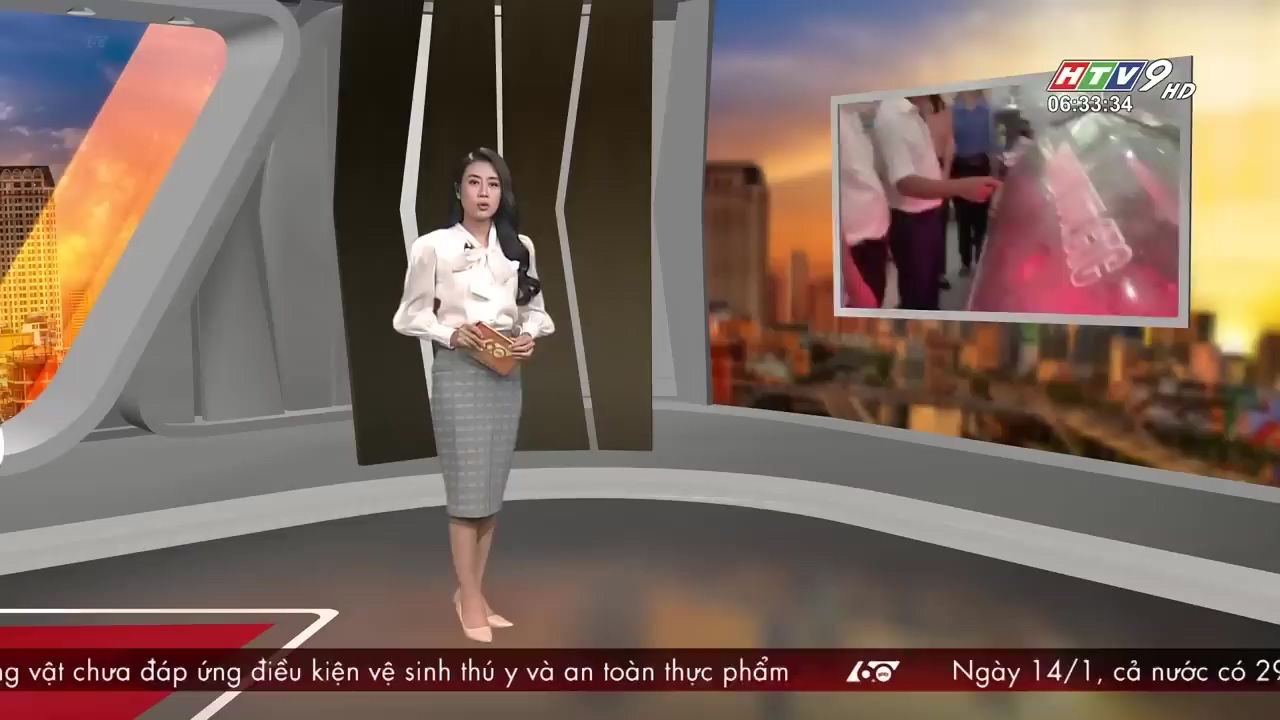 HTV9 HD
06:33:34
ng vật chưa đáp ứng điều kiện vệ sinh thú y và an toàn thực phẩm
60
Ngày 14/1, cả nước có 29